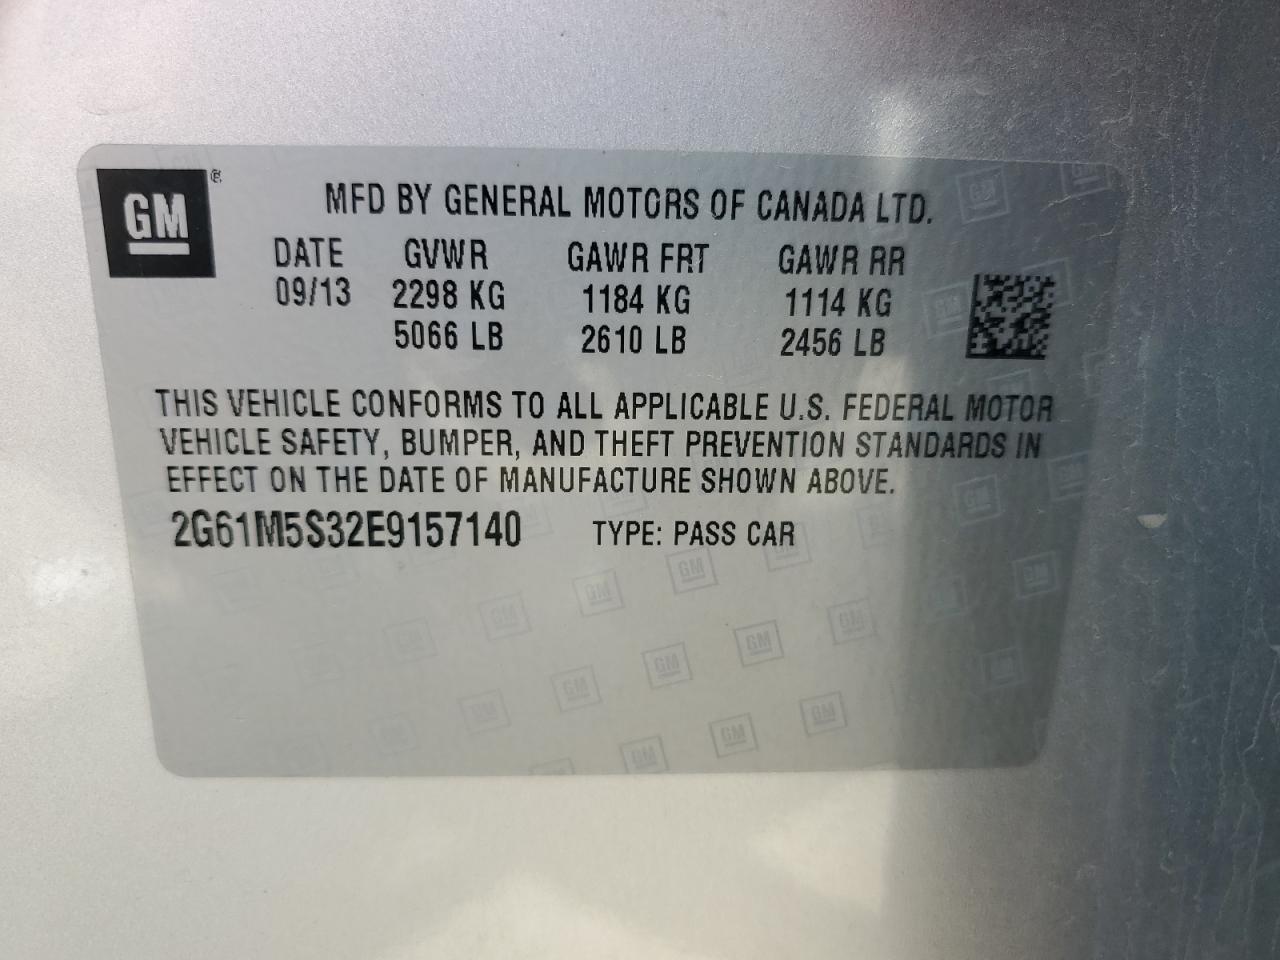 GM ®
MFD BY GENERAL MOTORS OF CANADA LTD.
DATE GVWR GAWR FRT GAWR RR
09/13 2298 KG 1184 KG 1114 KG
5066 LB 2610 LB 2456 LB
THIS VEHICLE CONFORMS TO ALL APPLICABLE U.S. FEDERAL MOTOR
VEHICLE SAFETY, BUMPER, AND THEFT PREVENTION STANDARDS IN
EFFECT ON THE DATE OF MANUFACTURE SHOWN ABOVE.
2G61M5S32E9157140 TYPE: PASS CAR